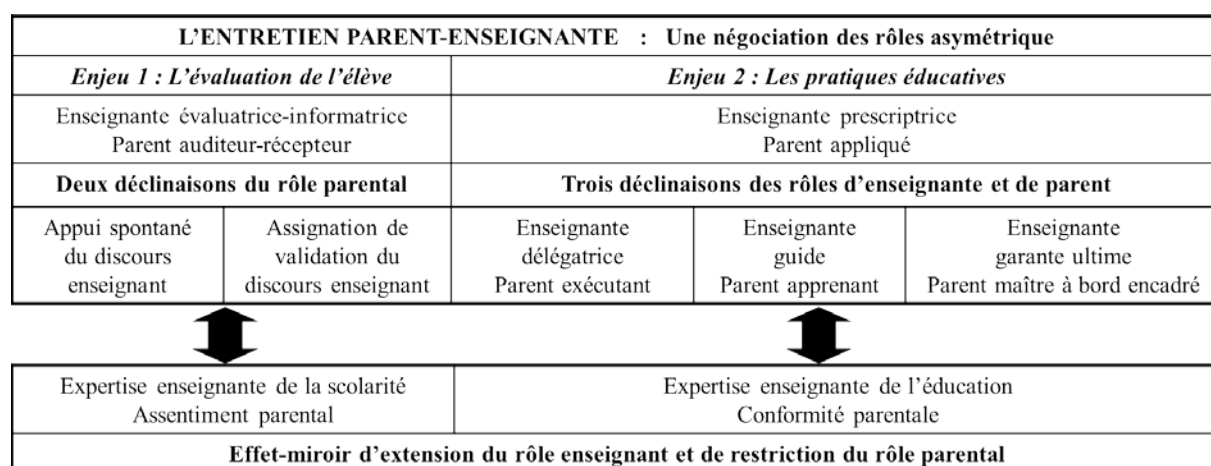 L'ENTRETIEN PARENT-ENSEIGNANTE : Une négociation des rôles asymétrique
Enjeu 1 : L'évaluation de l'élève
Enjeu 2 : Les pratiques éducatives
Enseignante évaluatrice-informatrice
Parent auditeur-récepteur
Enseignante prescriptrice
Parent appliqué
Deux déclinaisons du rôle parental
Trois déclinaisons des rôles d'enseignante et de parent
Appui spontané
du discours
enseignant
Assignation de
validation du
discours enseignant
Enseignante
délégatrice
Parent exécutant
Enseignante
guide
Parent apprenant
Enseignante
garante ultime
Parent maître à bord encadré
Expertise enseignante de la scolarité
Assentiment parental
Expertise enseignante de l'éducation
Conformité parentale
Effet-miroir d'extension du rôle enseignant et de restriction du rôle parental